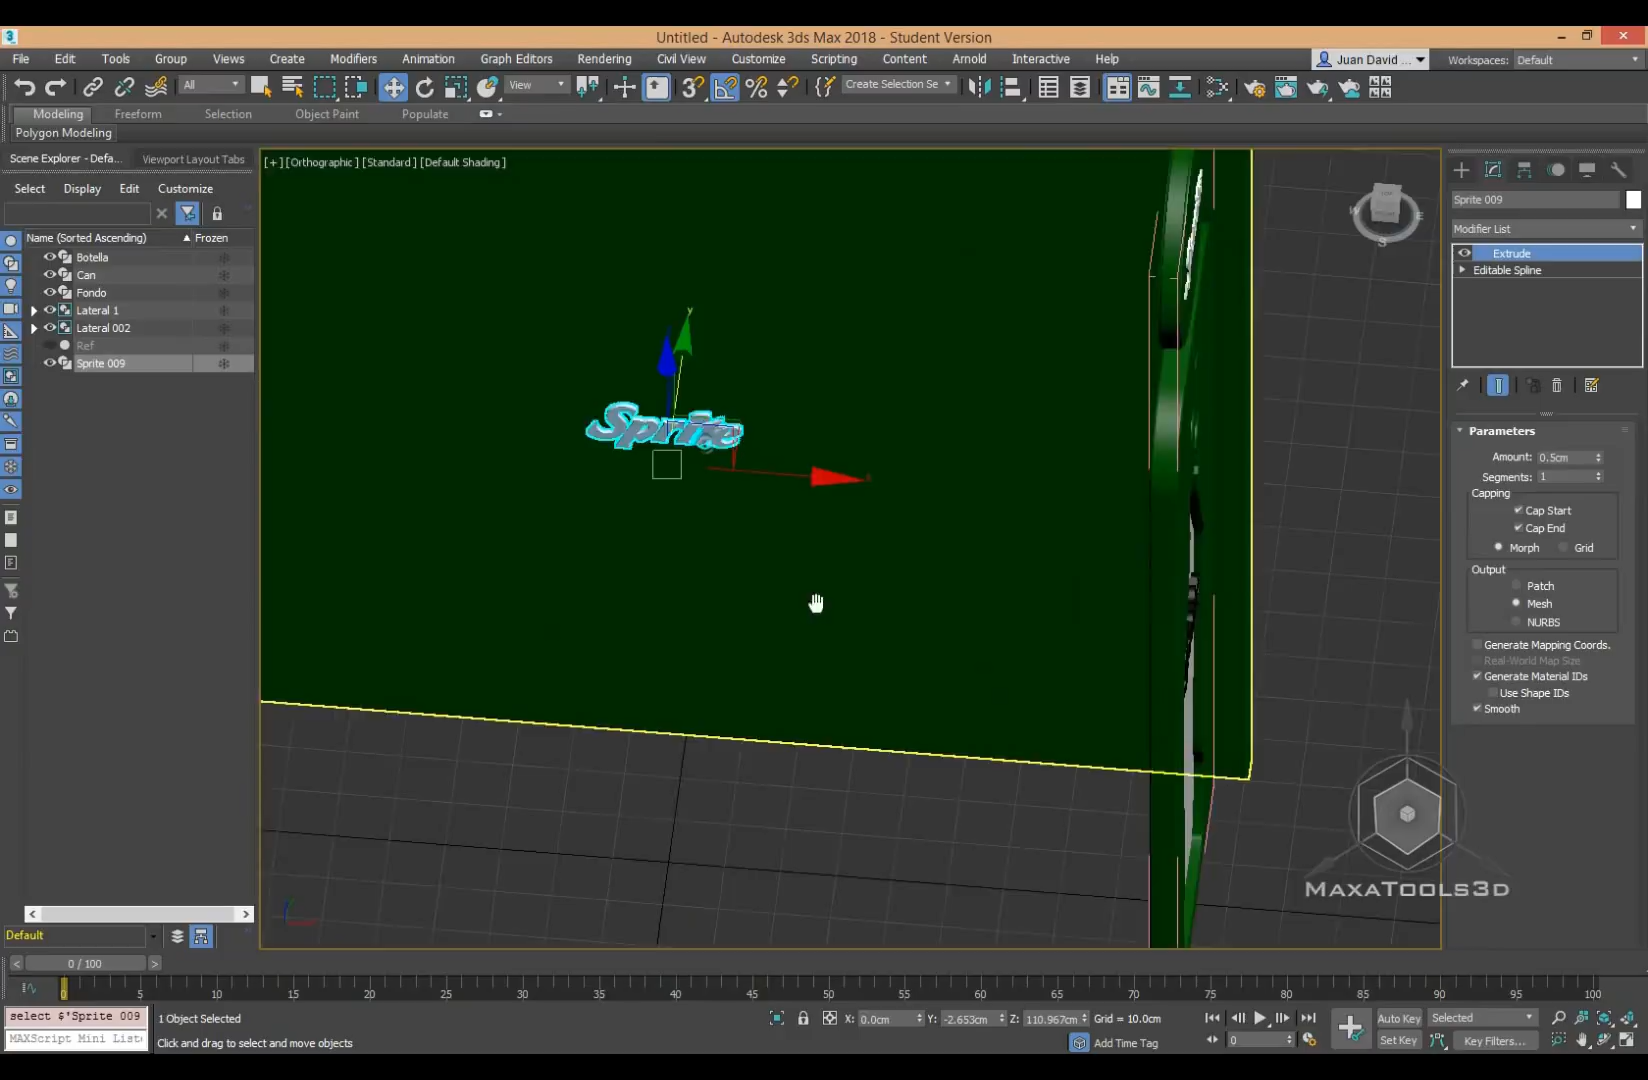 Untitled - Autodesk 3ds Max 2018 - Student Version
File Edit Tools Group Views Create Modifiers Animation Graph Editors Rendering Civil View Customize Scripting Content Arnold Interactive Help Juan David ... Workspaces: Default
All View Create Selection Se
Modeling Freeform Selection Object Paint Populate
Polygon Modeling
Scene Explorer - Defa... Viewport Layout Tabs
[+] [Orthographic] [Standard] [Default Shading]
Select Display Edit Customize
Sprite 009
Modifier List
Name (Sorted Ascending) Frozen
Extrude
Editable Spline
Botella
Can
Fondo
Lateral 1
Lateral 002
Ref
Sprite 009
Sprite
Parameters
Amount: 0.5cm
Segments: 1
Capping
Cap Start
Cap End
Morph Grid
Output
Patch
Mesh
NURBS
Generate Mapping Coords.
Real-World Map Size
Generate Material IDs
Use Shape IDs
Smooth
MAXATOOLS3D
Default
0 / 100
0 5 10 15 20 25 30 35 40 45 50 55 60 65 70 75 80 85 90 95 100
select $'Sprite 009 1 Object Selected X: 0.0cm Y: -2.653cm Z: 110.967cm Grid = 10.0cm Auto Key Selected
MAXScript Mini List Click and drag to select and move objects Add Time Tag 0 Set Key Key Filters...